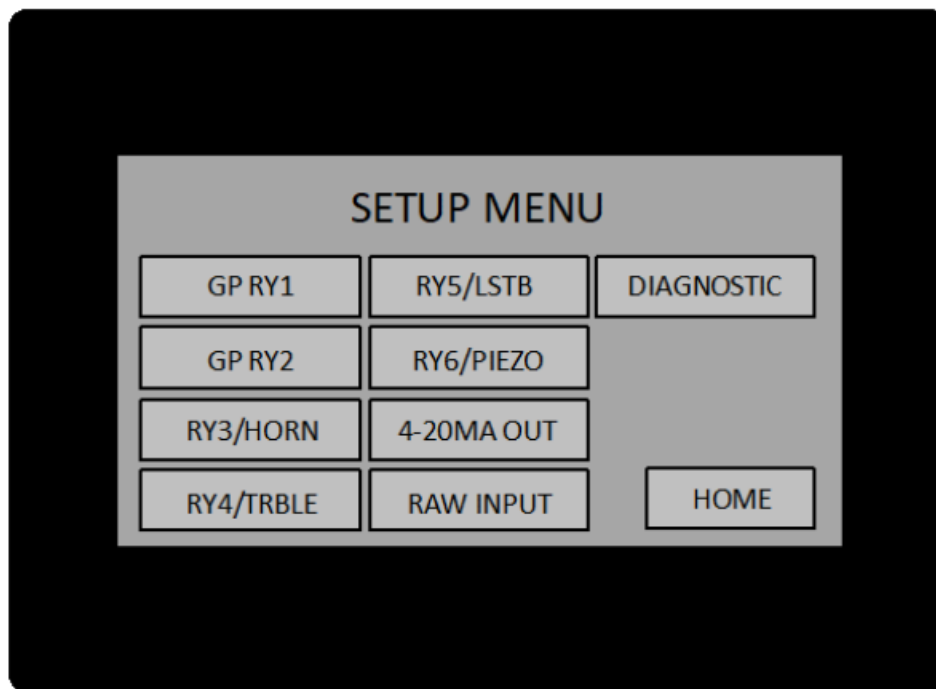 SETUP MENU
GP RY1
RY5/LSTB
DIAGNOSTIC
GP RY2
RY6/PIEZO
RY3/HORN
4-20MA OUT
RY4/TRBLE
RAW INPUT
HOME